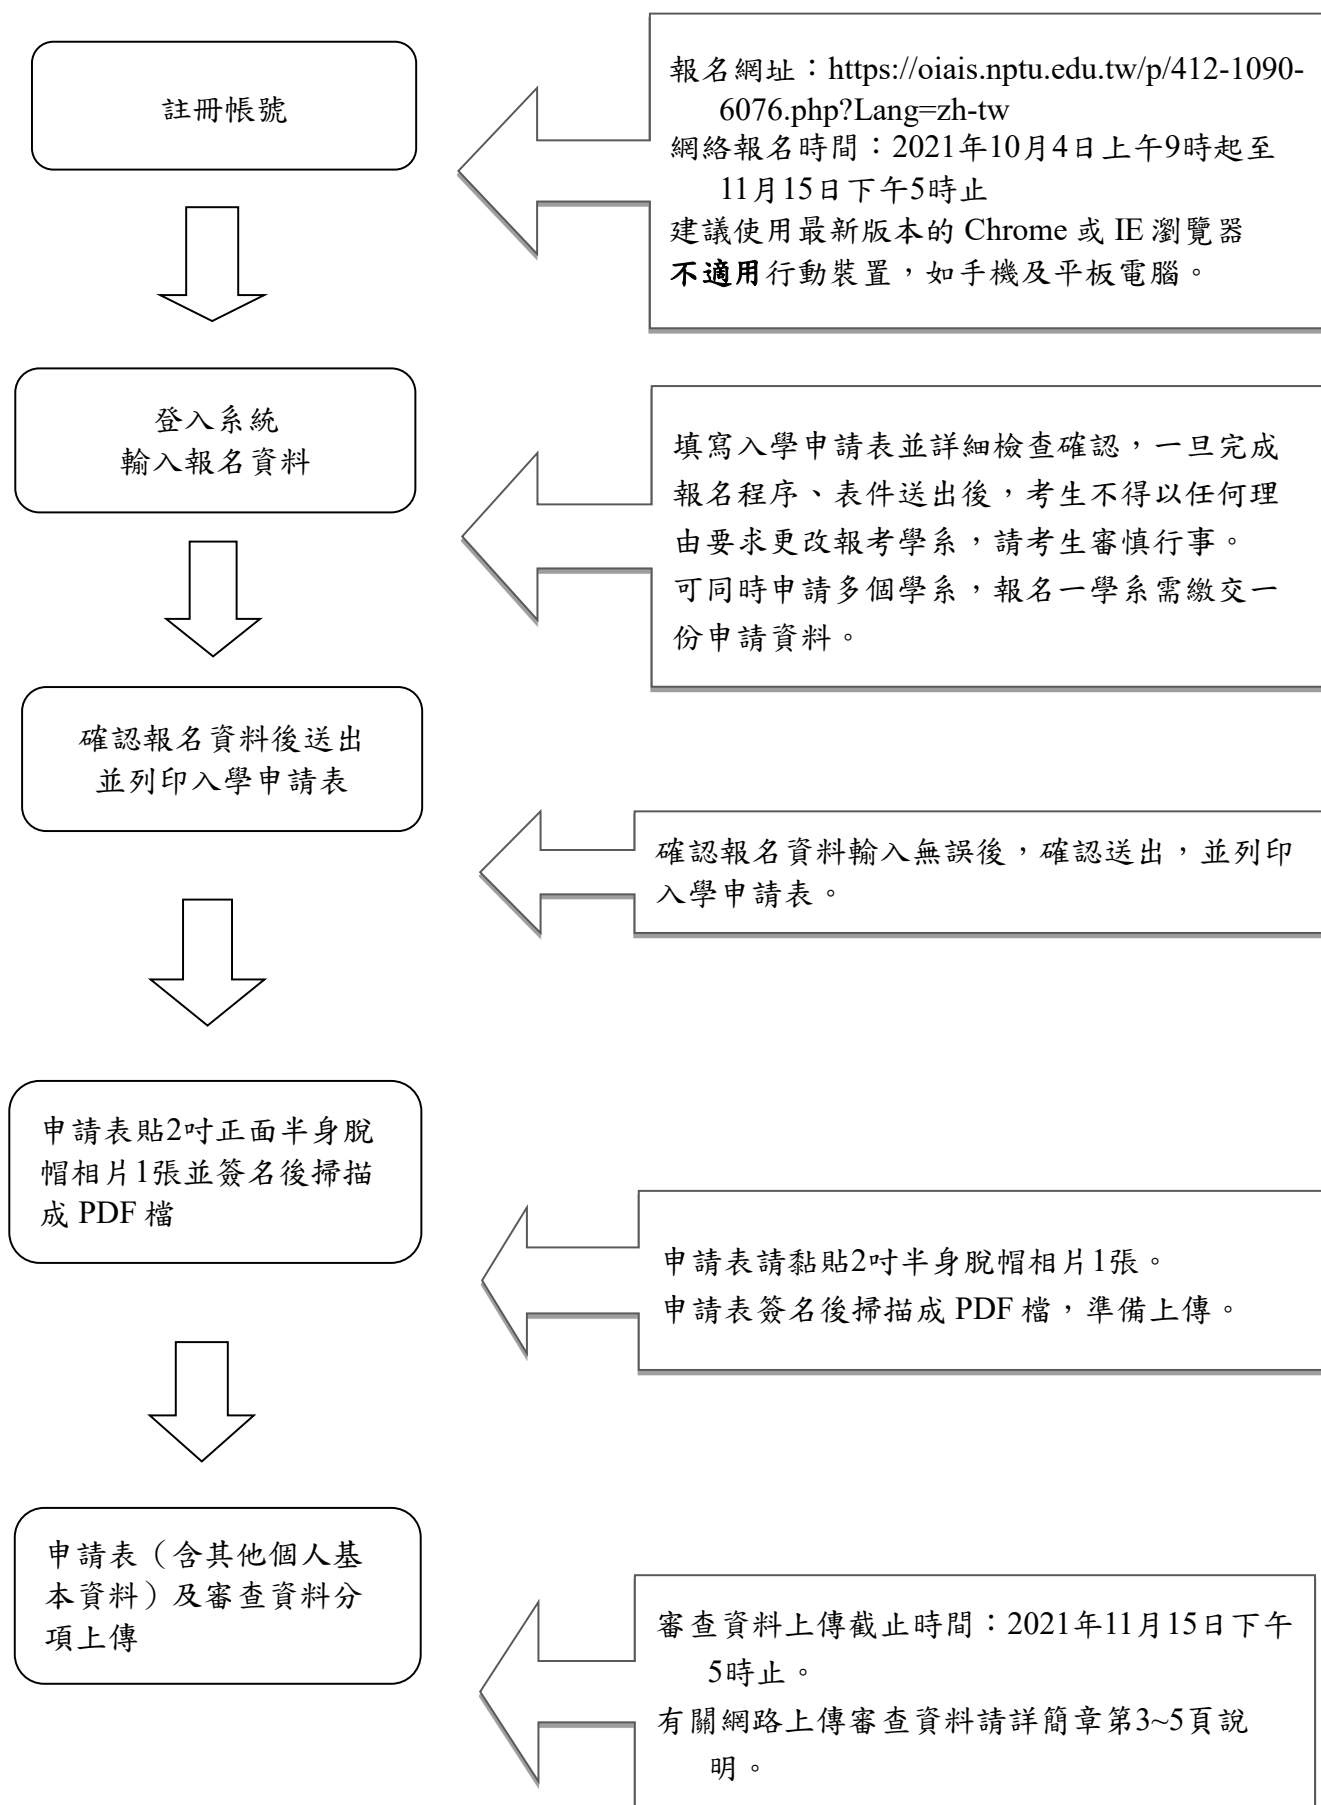 註冊帳號
報名網址：https://oiais.nptu.edu.tw/p/412-1090-
6076.php?Lang=zh-tw
網絡報名時間：2021年10月4日上午9時起至
11月15日下午5時止
建議使用最新版本的 Chrome 或 IE 瀏覽器
不適用行動裝置，如手機及平板電腦。
登入系統
輸入報名資料
填寫入學申請表並詳細檢查確認，一旦完成
報名程序、表件送出後，考生不得以任何理
由要求更改報考學系，請考生審慎行事。
可同時申請多個學系，報名一學系需繳交一
份申請資料。
確認報名資料後送出
並列印入學申請表
確認報名資料輸入無誤後，確認送出，並列印
入學申請表。
申請表貼2吋正面半身脫
帽相片1張並簽名後掃描
成 PDF 檔
申請表請黏貼2吋半身脫帽相片1張。
申請表簽名後掃描成 PDF 檔，準備上傳。
申請表（含其他個人基
本資料）及審查資料分
項上傳
審查資料上傳截止時間：2021年11月15日下午
5時止。
有關網路上傳審查資料請詳簡章第3~5頁說
明。